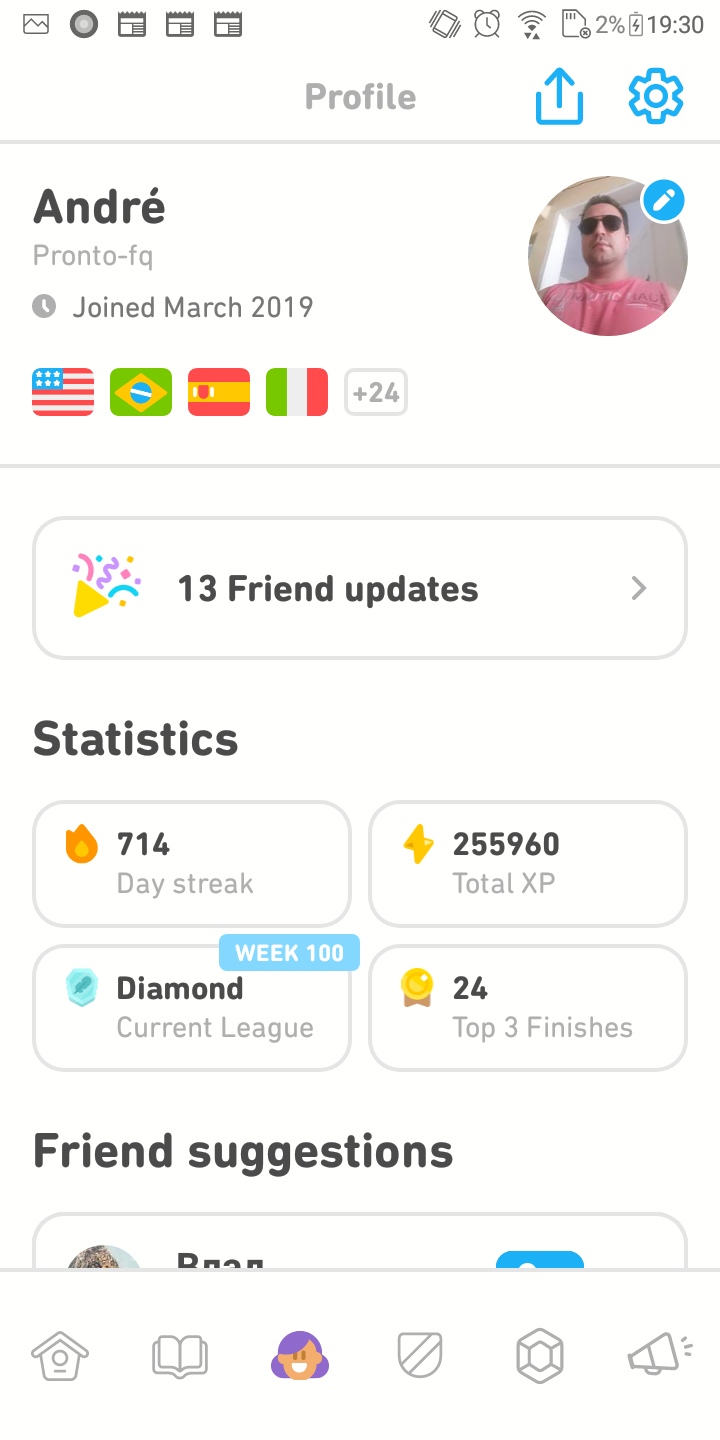 2% 19:30
Profile
André
Pronto-fq
Joined March 2019
+24
13 Friend updates
Statistics
714
Day streak
255960
Total XP
WEEK 100
Diamond
Current League
24
Top 3 Finishes
Friend suggestions
Влад